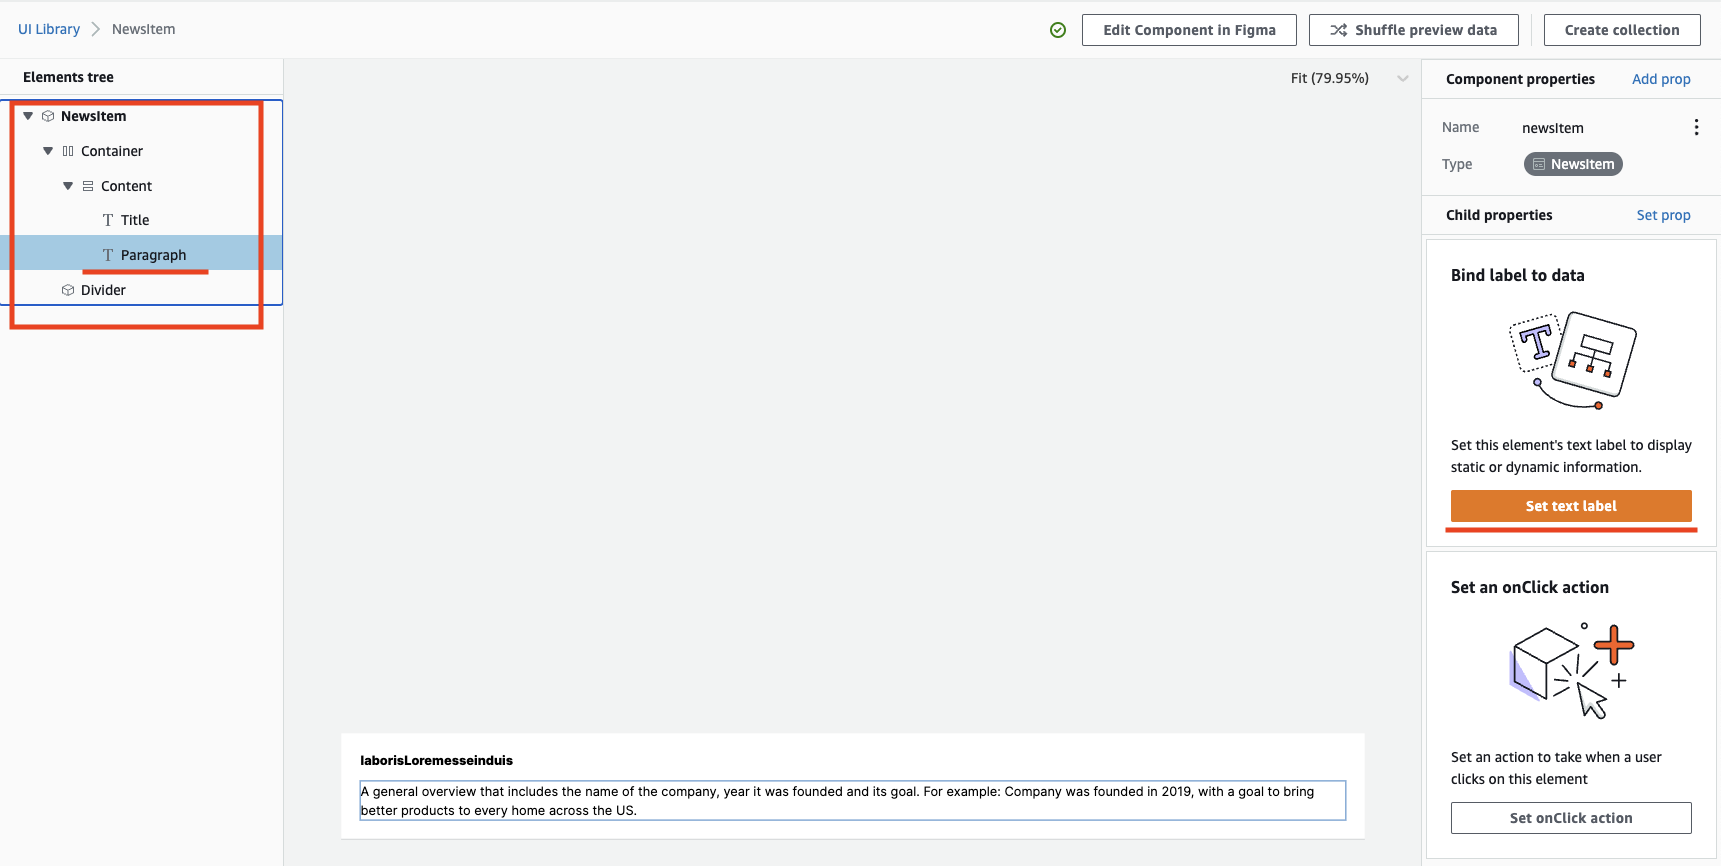 UI Library NewsItem
Edit Component in Figma
Shuffle preview data
Create collection
Elements tree
NewsItem
Container
Content
T Title
T Paragraph
Divider
Fit (79.95%)
laborisLoremesseinduis
A general overview that includes the name of the company, year it was founded and its goal. For example: Company was founded in 2019, with a goal to bring
better products to every home across the US.
Component properties Add prop
Name newsItem
Type NewsItem
Child properties Set prop
Bind label to data
T
Set this element's text label to display
static or dynamic information.
Set text label
Set an onClick action
Set an action to take when a user
clicks on this element
Set onClick action